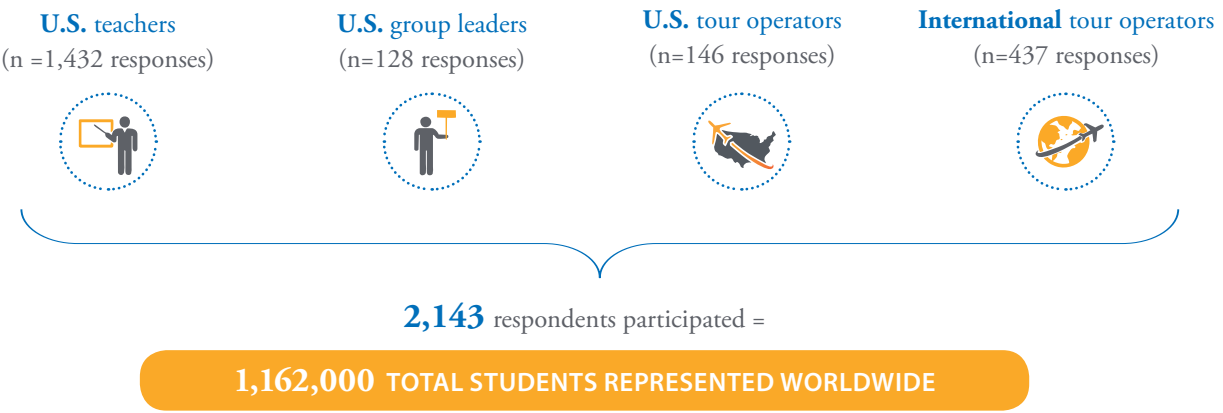 U.S. teachers
(n =1,432 responses)
U.S. group leaders
(n=128 responses)
U.S. tour operators
(n=146 responses)
International tour operators
(n=437 responses)
2,143 respondents participated =
1,162,000 TOTAL STUDENTS REPRESENTED WORLDWIDE